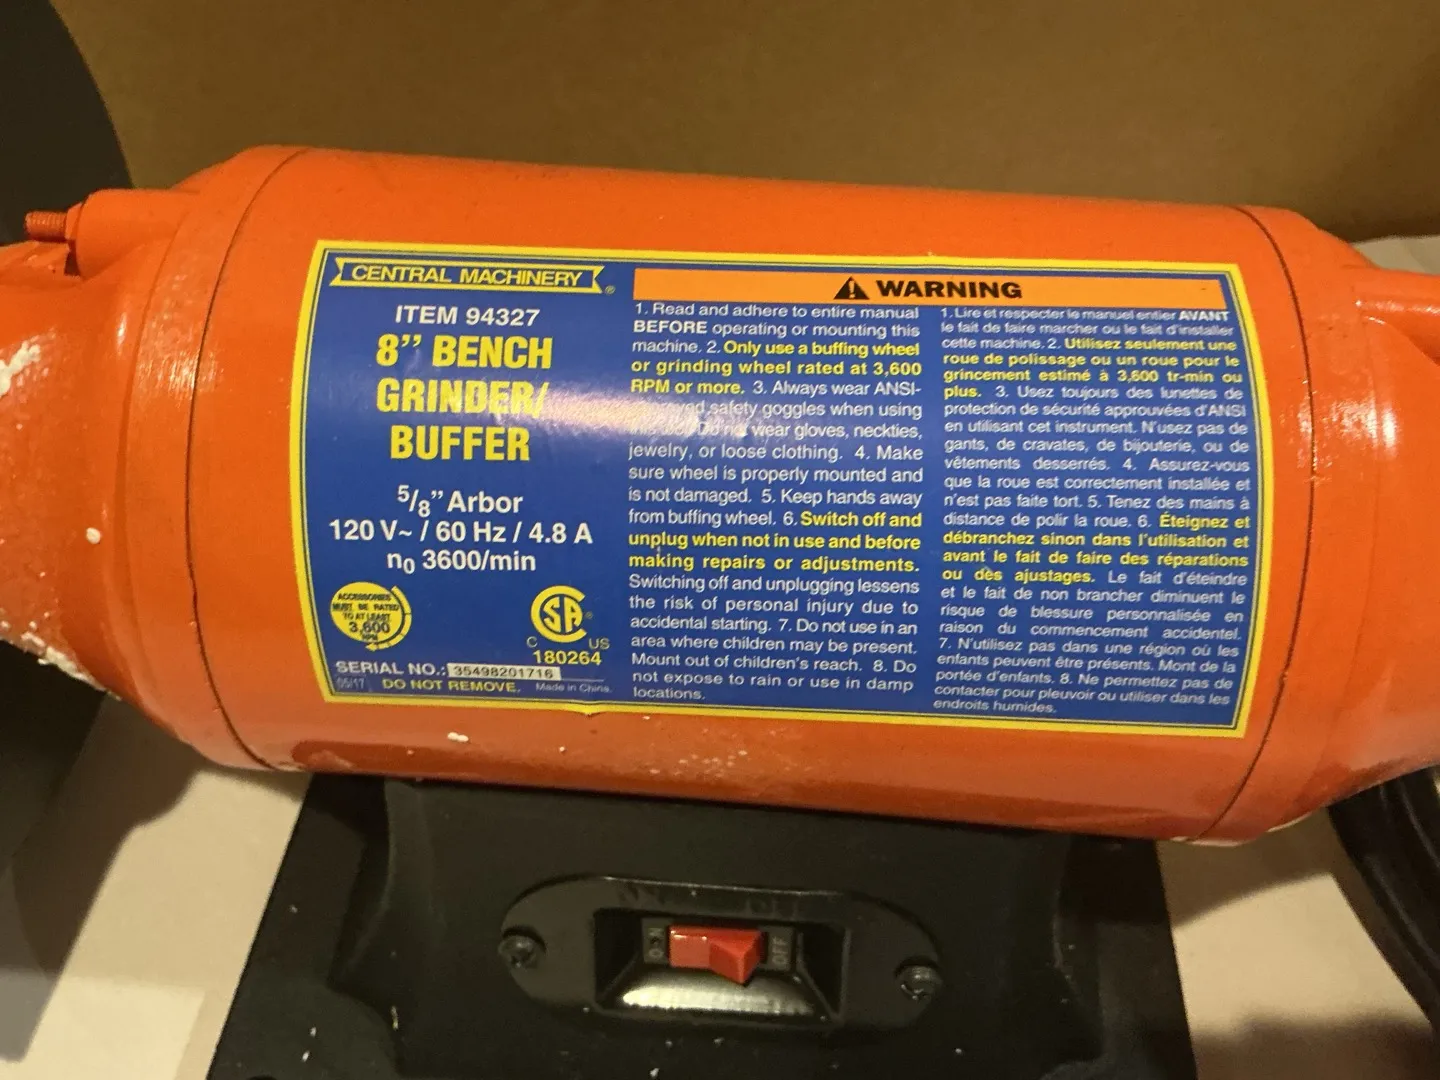 CENTRAL MACHINERY®
ITEM 94327
8” BENCH
GRINDER/
BUFFER
5/8” Arbor
120 V~ / 60 Hz / 4.8 A
n0 3600/min
ACCESSORIES
MUST BE RATED
TO AT LEAST
3,600
RPM
SA ®
C US
180264
SERIAL NO.: 35498201716
05/17 DO NOT REMOVE. Made in China.
WARNING
1. Read and adhere to entire manual
BEFORE operating or mounting this
machine. 2. Only use a buffing wheel
or grinding wheel rated at 3,600
RPM or more. 3. Always wear ANSI-
safety goggles when using
wear gloves, neckties,
jewelry, or loose clothing. 4. Make
sure wheel is properly mounted and
is not damaged. 5. Keep hands away
from buffing wheel. 6. Switch off and
unplug when not in use and before
making repairs or adjustments.
Switching off and unplugging lessens
the risk of personal injury due to
accidental starting. 7. Do not use in an
area where children may be present.
Mount out of children's reach. 8. Do
not expose to rain or use in damp
locations.
1. Lire et respecter le manuel entier AVANT
le fait de faire marcher ou le fait d'installer
cette machine. 2. Utilisez seulement une
roue de polissage ou un roue pour le
grincement estimé à 3,600 tr-min ou
plus. 3. Usez toujours des lunettes de
protection de sécurité approuvées d'ANSI
en utilisant cet instrument. N'usez pas de
gants, de cravates, de bijouterie, ou de
vêtements desserrés. 4. Assurez-vous
que la roue est correctement installée et
n'est pas faite tort. 5. Tenez des mains à
distance de polir la roue. 6. Éteignez et
débranchez sinon dans l'utilisation et
avant le fait de faire des réparations
ou des ajustages. Le fait d'éteindre
et le fait de non brancher diminuent le
risque de blessure personnalisée en
raison du commencement accidentel.
7. N'utilisez pas dans une région où les
enfants peuvent être présents. Mont de la
portée d'enfants. 8. Ne permettez pas de
contacter pour pleuvoir ou utiliser dans les
endroits humides.
ON OFF